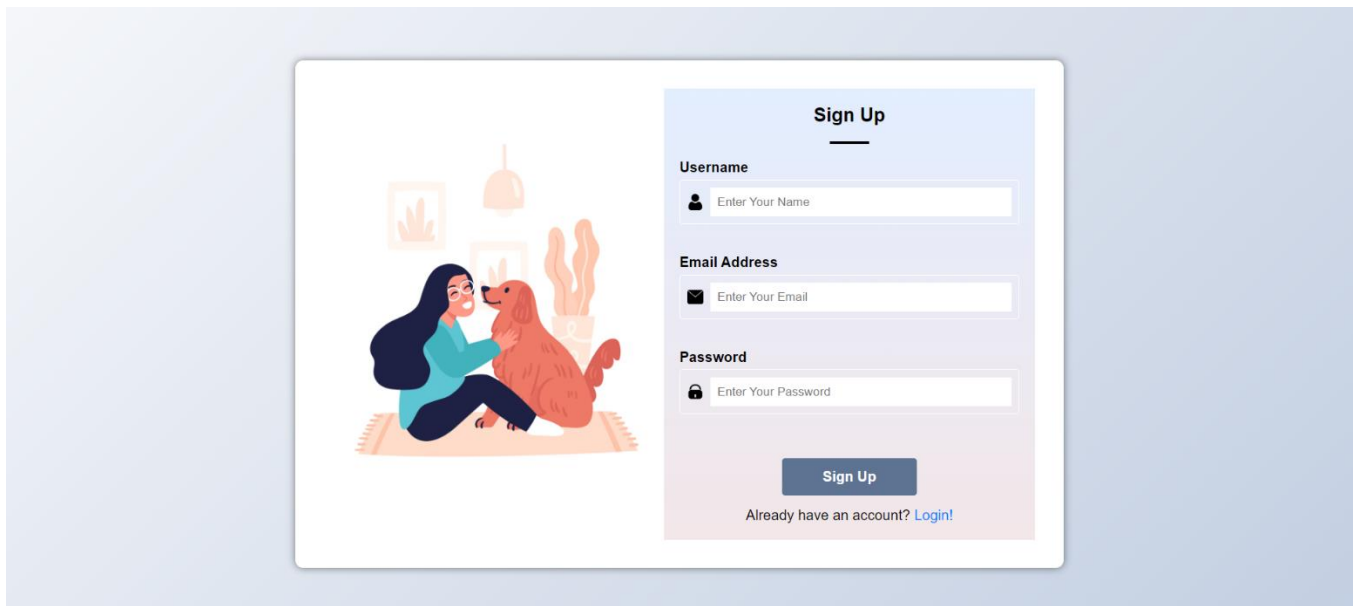 Sign Up
Username
Enter Your Name
Email Address
Enter Your Email
Password
Enter Your Password
Sign Up
Already have an account? Login!